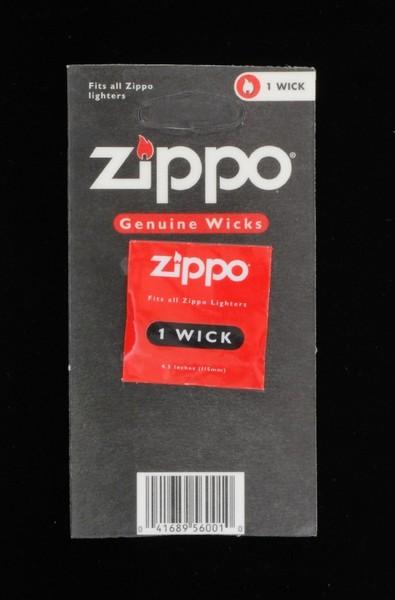 Fits all Zippo
lighters
1 WICK
zippo®
Genuine Wicks
zippo
Fits all Zippo Lighters
1 WICK
4.5 Inches (115mm)
0 41689 56001 0